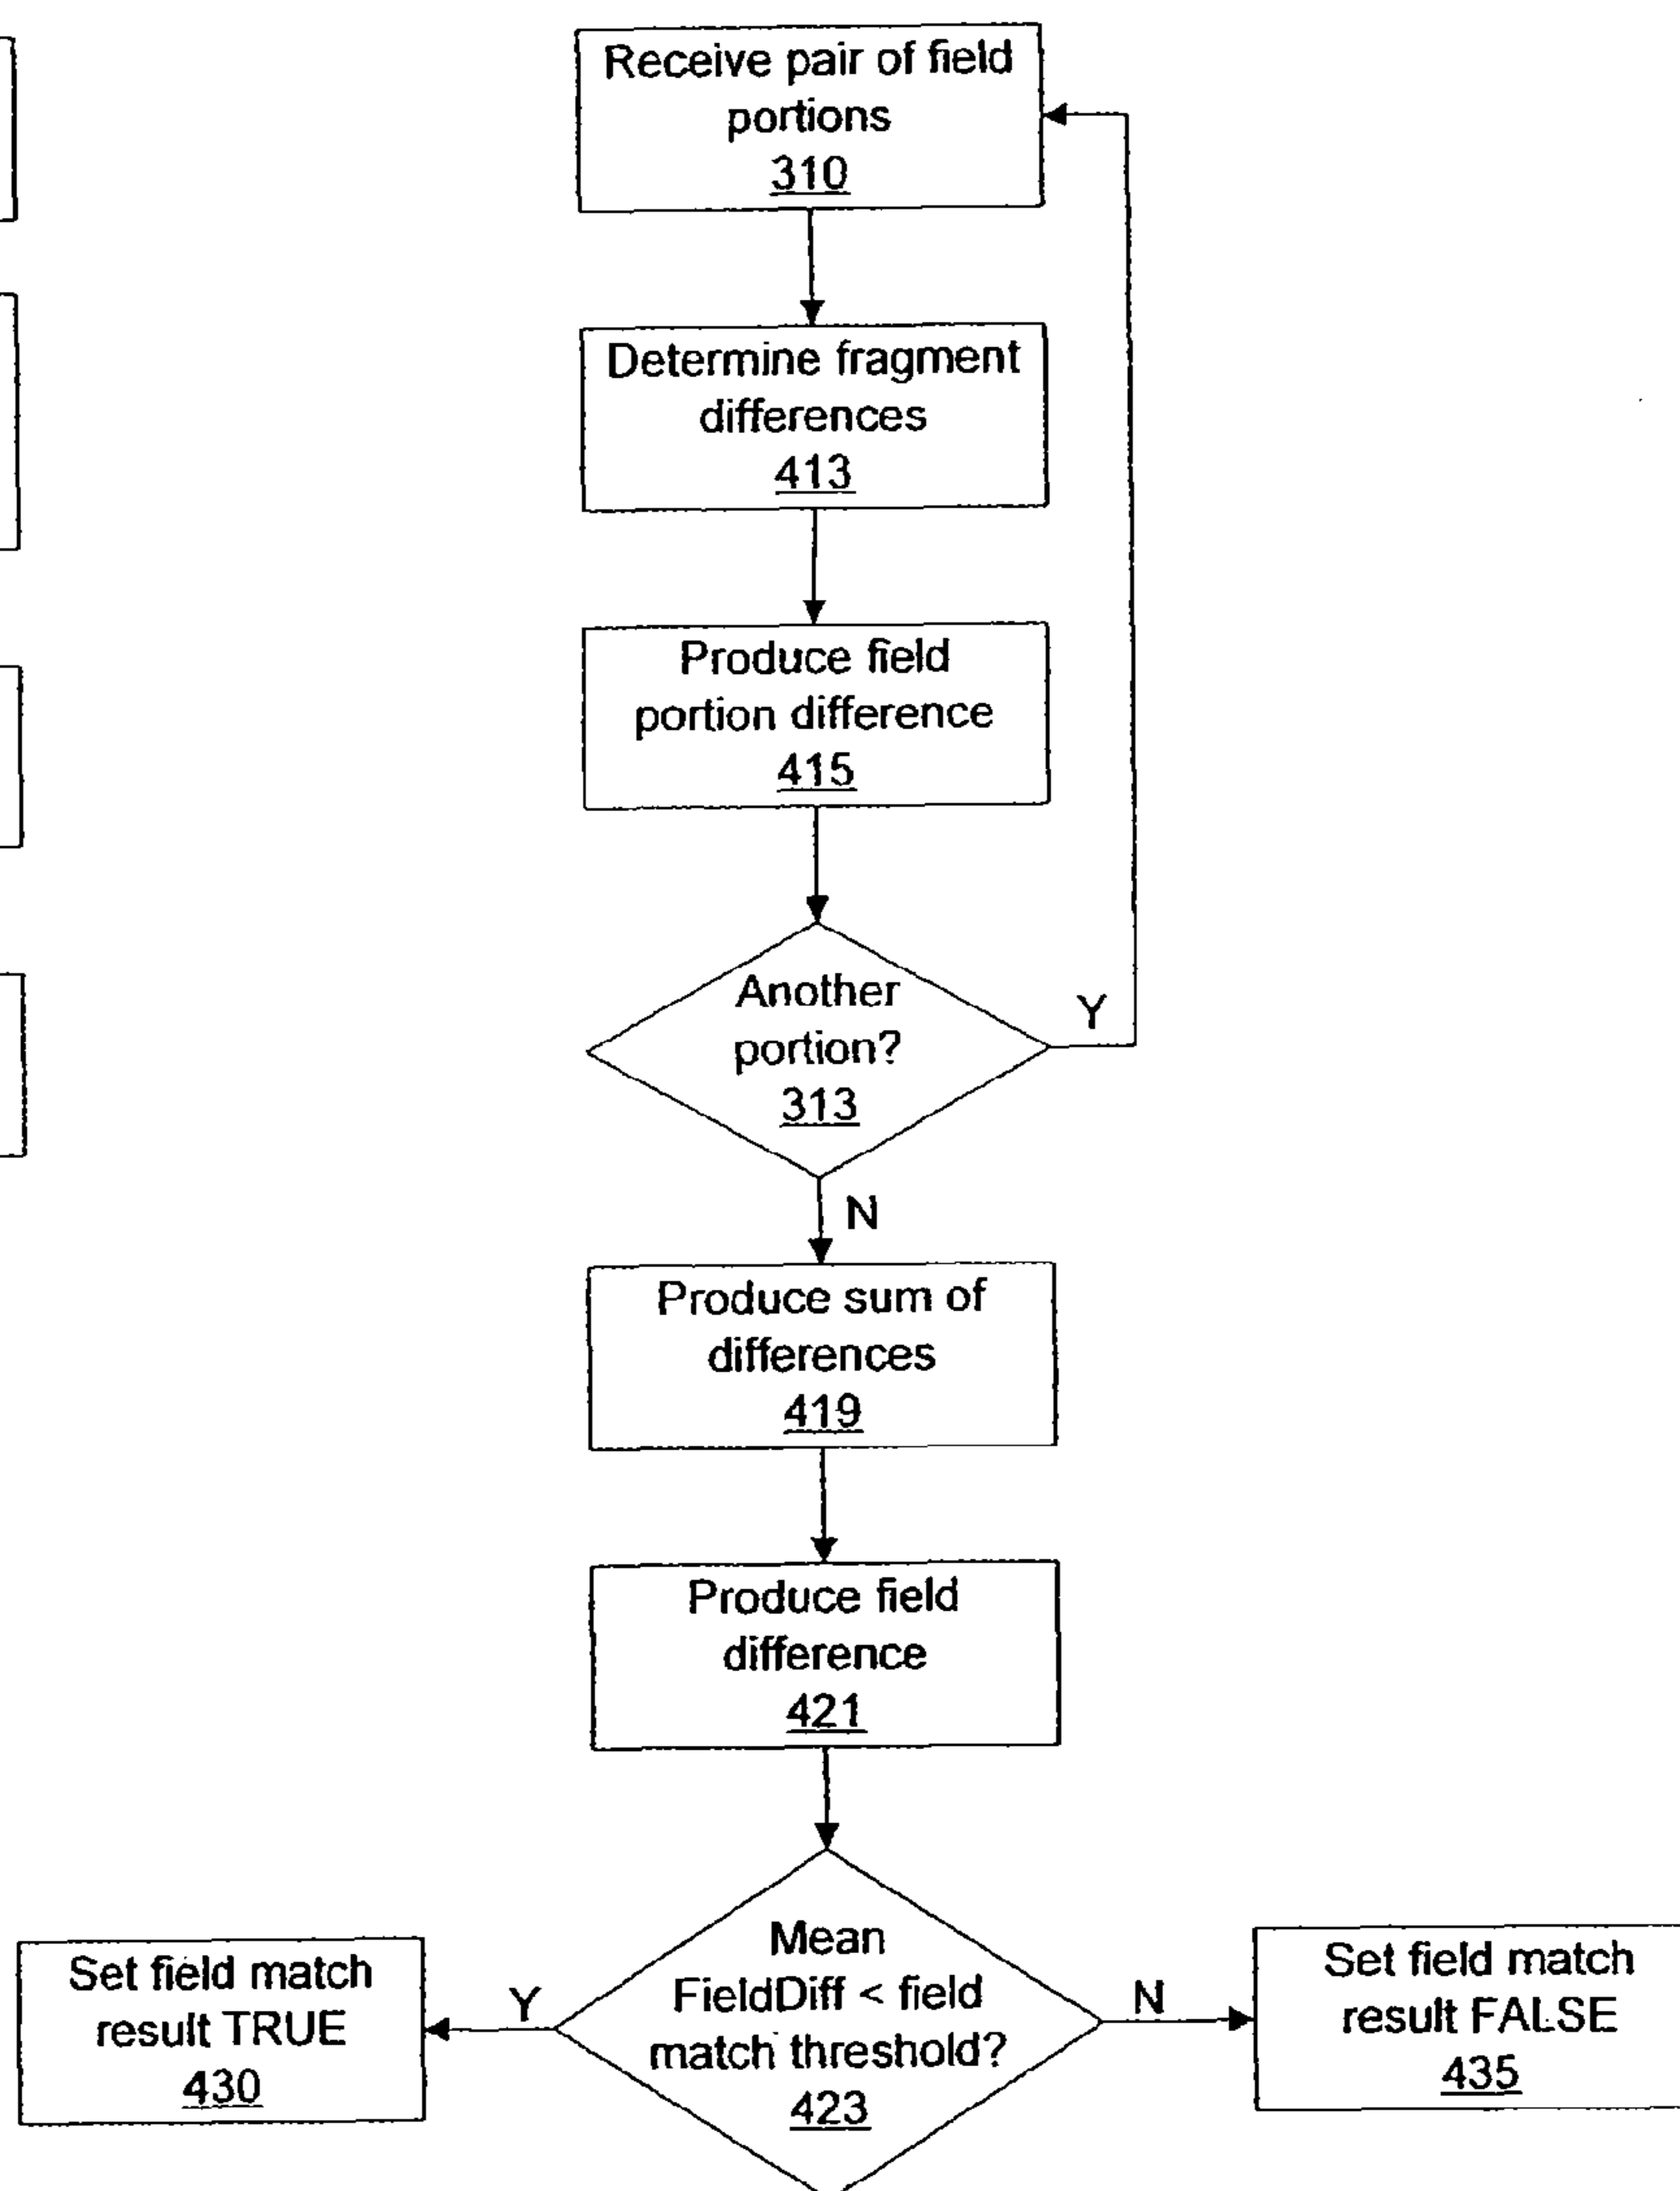 Receive pair of field
portions
310
Determine fragment
differences
413
Produce field
portion difference
415
Another
portion?
313
Y
N
Produce sum of
differences
419
Produce field
difference
421
Mean
FieldDiff < field
match threshold?
423
Y
N
Set field match
result TRUE
430
Set field match
result FALSE
435